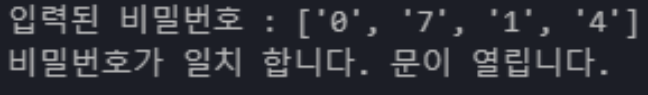 입력된 비밀번호 : ['0', '7', '1', '4']
비밀번호가 일치 합니다. 문이 열립니다.